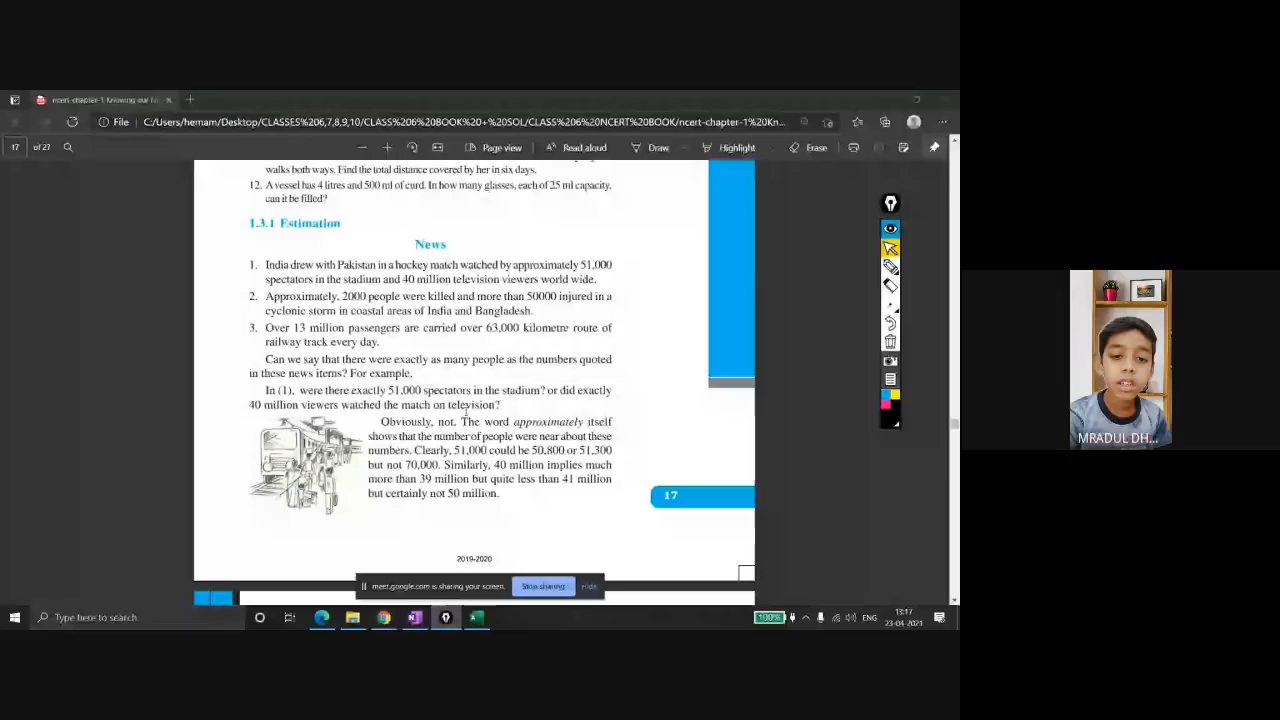 ncert-chapter-1 Knowing our
File
C:/Users/hemam/Desktop/CLASSES%206,7,8,9,10/CLASS%206%20BOOK%20+%20SOL/CLASS%206%20NCERT%20BOOK/ncert-chapter-1%20Kn...
17 of 27
Page view
Read aloud
Draw
Highlight
Erase
walks both ways. Find the total distance covered by her in six days.
12. A vessel has 4 litres and 500 ml of curd. In how many glasses, each of 25 ml capacity,
can it be filled?
1.3.1 Estimation
News
1. India drew with Pakistan in a hockey match watched by approximately 51,000
spectators in the stadium and 40 million television viewers world wide.
2. Approximately, 2000 people were killed and more than 50000 injured in a
cyclonic storm in coastal areas of India and Bangladesh.
3. Over 13 million passengers are carried over 63,000 kilometre route of
railway track every day.
Can we say that there were exactly as many people as the numbers quoted
in these news items? For example,
In (1), were there exactly 51,000 spectators in the stadium? or did exactly
40 million viewers watched the match on television?
Obviously, not. The word approximately itself
shows that the number of people were near about these
numbers. Clearly, 51,000 could be 50,800 or 51,300
but not 70,000. Similarly, 40 million implies much
more than 39 million but quite less than 41 million
but certainly not 50 million.
17
2019-2020
meet.google.com is sharing your screen.
Stop sharing
Hide
MRADUL DH...
Type here to search
100%
ENG
13:17
23-04-2021